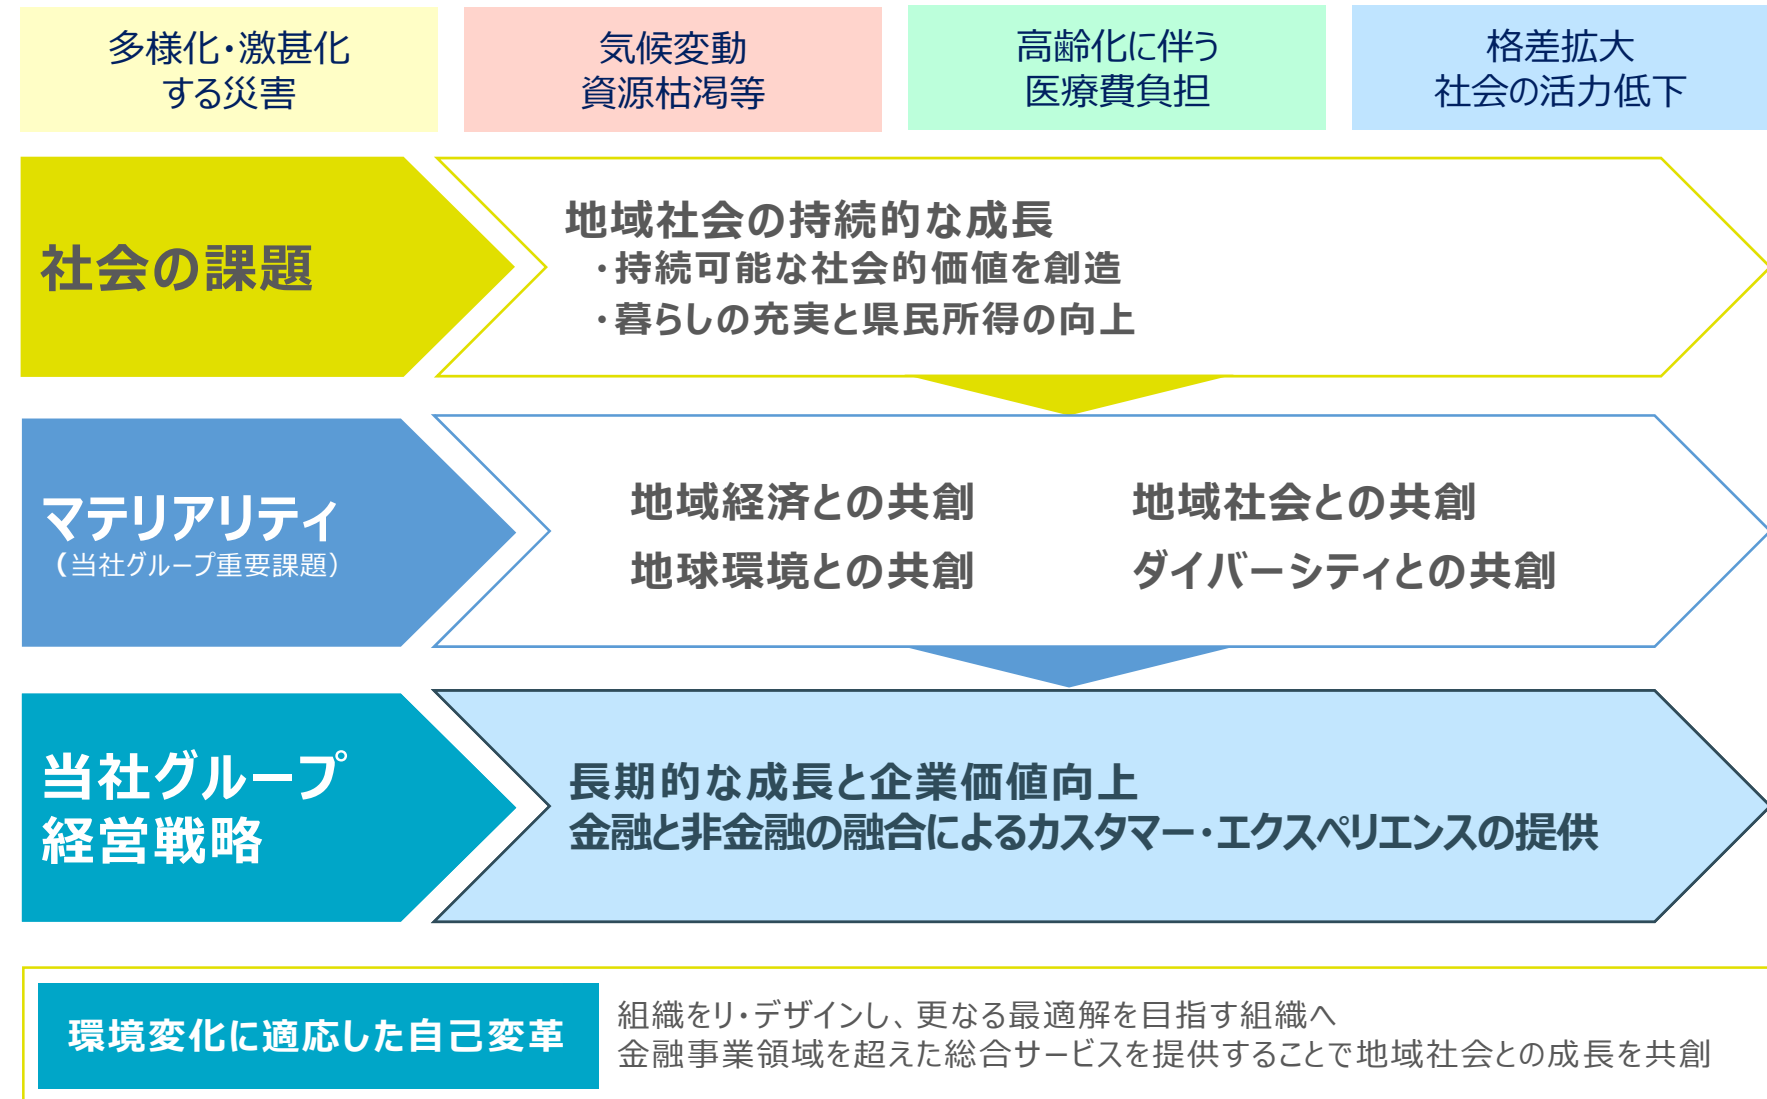 多様化・激甚化
する災害
気候変動
資源枯渇等
高齢化に伴う
医療費負担
格差拡大
社会の活力低下
社会の課題
地域社会の持続的な成長
・持続可能な社会的価値を創造
・暮らしの充実と県民所得の向上
マテリアリティ
（当社グループ重要課題）
地域経済との共創
地域社会との共創
地球環境との共創
ダイバーシティとの共創
当社グループ
経営戦略
長期的な成長と企業価値向上
金融と非金融の融合によるカスタマー・エクスペリエンスの提供
環境変化に適応した自己変革
組織をリ・デザインし、更なる最適解を目指す組織へ
金融事業領域を超えた総合サービスを提供することで地域社会との成長を共創